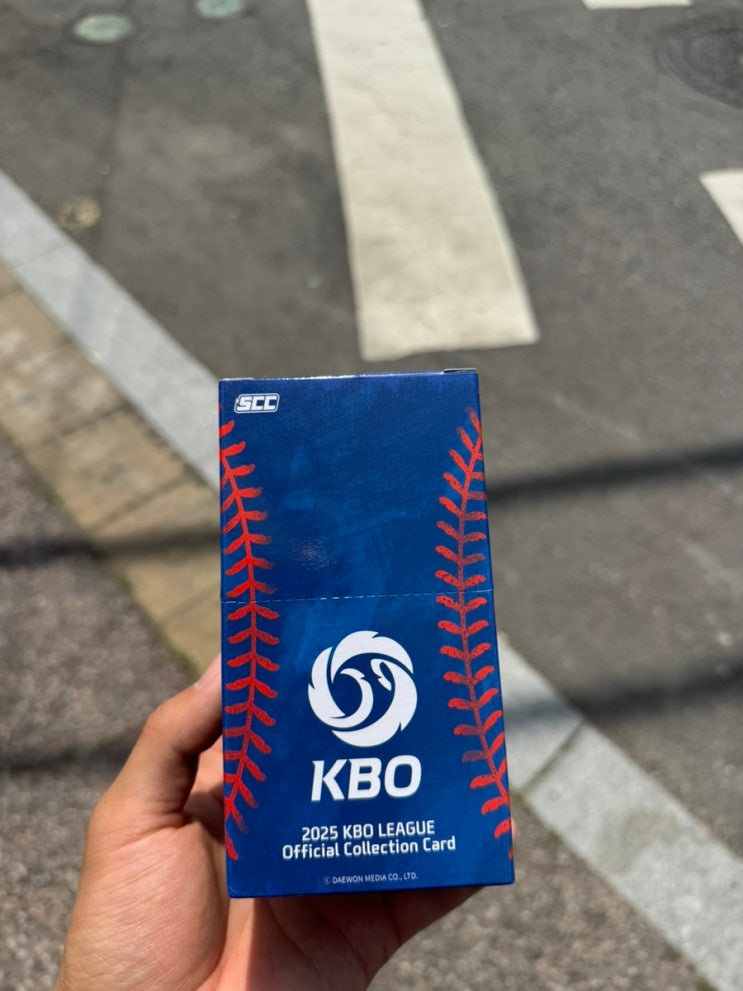 SCC
KBO
2025 KBO LEAGUE
Official Collection Card
ⓒ DAEWON MEDIA CO., LTD.